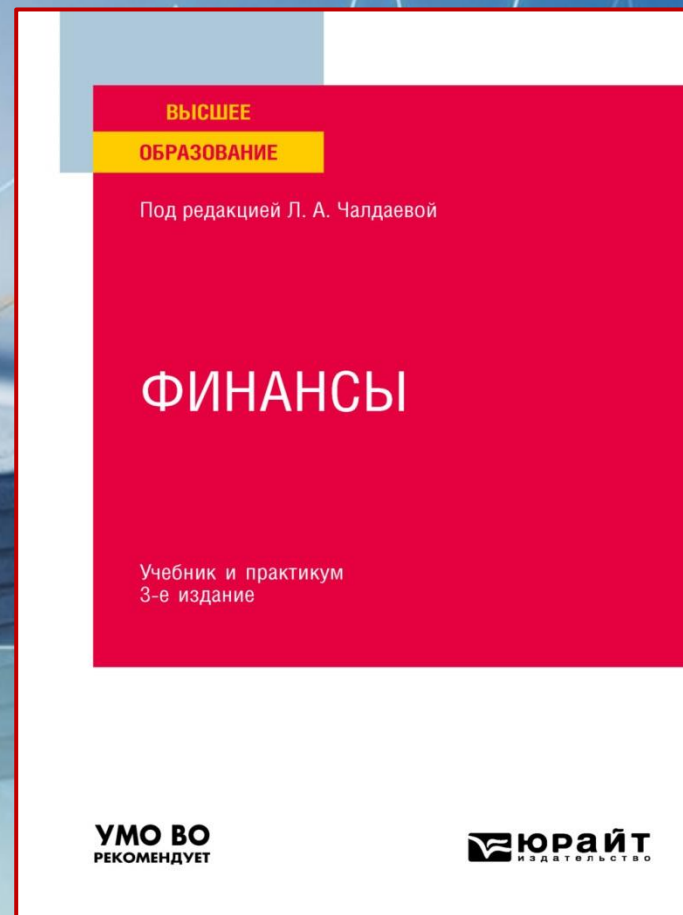 ВЫСШЕЕ
ОБРАЗОВАНИЕ
Под редакцией Л. А. Чалдаевой
ФИНАНСЫ
Учебник и практикум
3-е издание
УМО ВО
РЕКОМЕНДУЕТ
юрайт
издательство